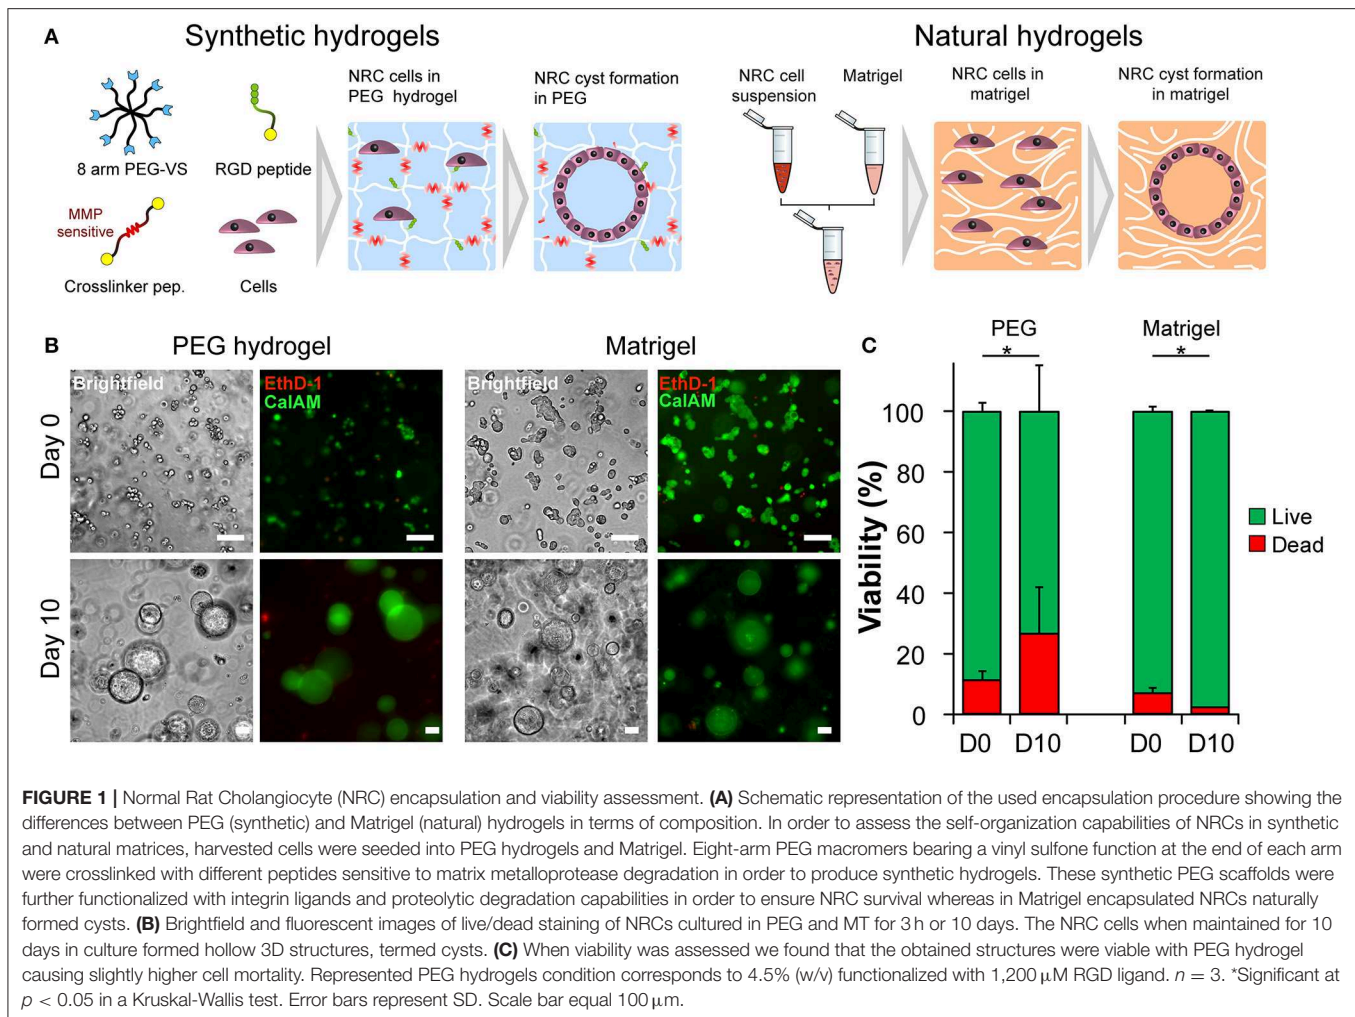 A
Synthetic hydrogels
Natural hydrogels
8 arm PEG-VS
RGD peptide
MMP
sensitive
Crosslinker pep.
Cells
NRC cells in
PEG hydrogel
NRC cyst formation
in PEG
NRC cell
suspension
Matrigel
NRC cells in
matrigel
NRC cyst formation
in matrigel
B
PEG hydrogel
Matrigel
Day 0
Brightfield
EthD-1
CalAM
Brightfield
EthD-1
CalAM
Day 10
C
PEG
Matrigel
*
*
Viability (%)
100
80
60
40
20
0
D0
D10
D0
D10
Live
Dead
FIGURE 1 | Normal Rat Cholangiocyte (NRC) encapsulation and viability assessment. (A) Schematic representation of the used encapsulation procedure showing the
differences between PEG (synthetic) and Matrigel (natural) hydrogels in terms of composition. In order to assess the self-organization capabilities of NRCs in synthetic
and natural matrices, harvested cells were seeded into PEG hydrogels and Matrigel. Eight-arm PEG macromers bearing a vinyl sulfone function at the end of each arm
were crosslinked with different peptides sensitive to matrix metalloprotease degradation in order to produce synthetic hydrogels. These synthetic PEG scaffolds were
further functionalized with integrin ligands and proteolytic degradation capabilities in order to ensure NRC survival whereas in Matrigel encapsulated NRCs naturally
formed cysts. (B) Brightfield and fluorescent images of live/dead staining of NRCs cultured in PEG and MT for 3 h or 10 days. The NRC cells when maintained for 10
days in culture formed hollow 3D structures, termed cysts. (C) When viability was assessed we found that the obtained structures were viable with PEG hydrogel
causing slightly higher cell mortality. Represented PEG hydrogels condition corresponds to 4.5% (w/v) functionalized with 1,200 μM RGD ligand. n = 3. *Significant at
p < 0.05 in a Kruskal-Wallis test. Error bars represent SD. Scale bar equal 100 μm.